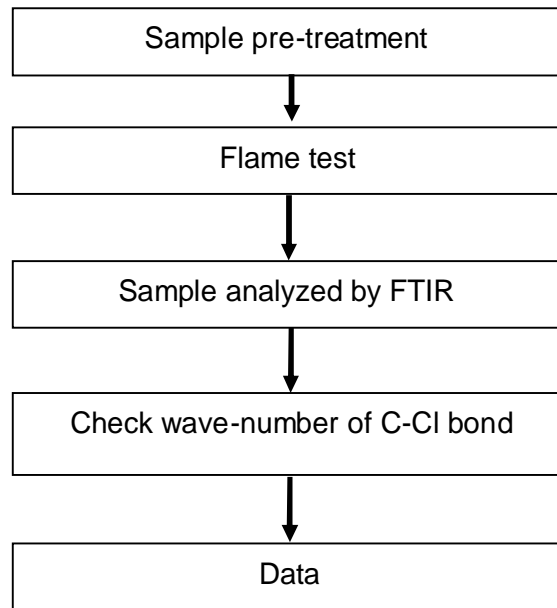 Sample pre-treatment
Flame test
Sample analyzed by FTIR
Check wave-number of C-Cl bond
Data